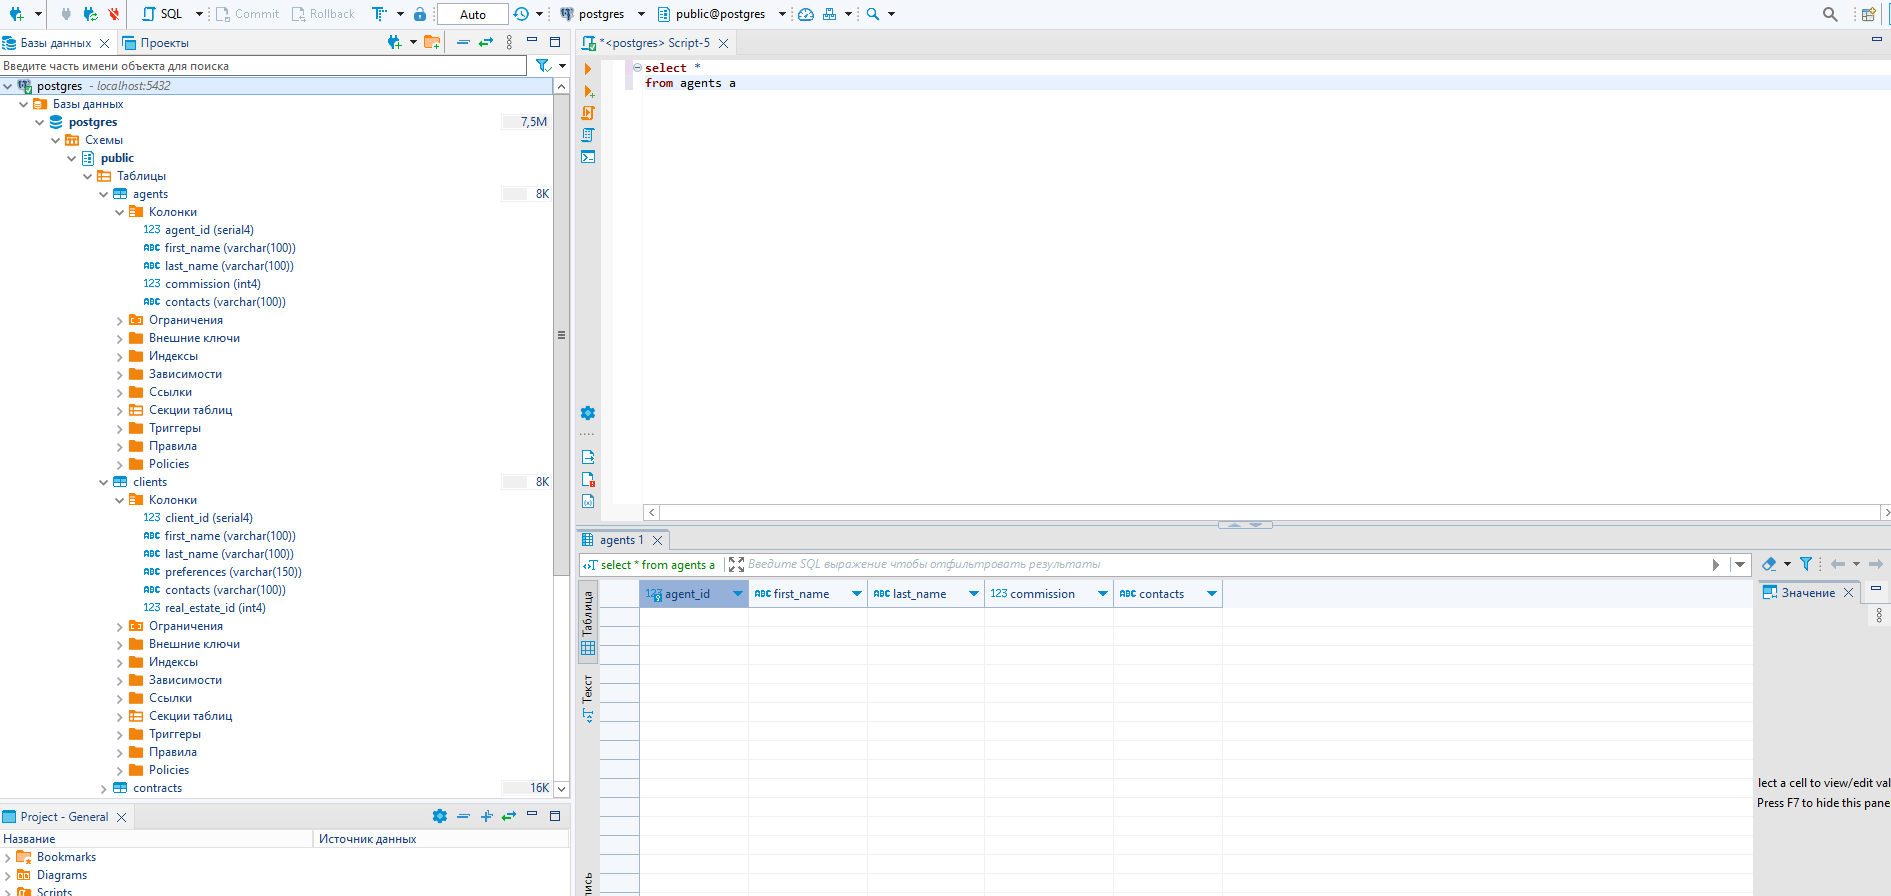 SQL Commit Rollback Auto postgres public@postgres
Базы данных Проекты
Введите часть имени объекта для поиска
postgres - localhost:5432
Базы данных
postgres 7,5M
Схемы
public
Таблицы
agents 8K
Колонки
123 agent_id (serial4)
ABC first_name (varchar(100))
ABC last_name (varchar(100))
123 commission (int4)
ABC contacts (varchar(100))
Ограничения
Внешние ключи
Индексы
Зависимости
Ссылки
Секции таблиц
Триггеры
Правила
Policies
clients 8K
Колонки
123 client_id (serial4)
ABC first_name (varchar(100))
ABC last_name (varchar(100))
ABC preferences (varchar(150))
ABC contacts (varchar(100))
123 real_estate_id (int4)
Ограничения
Внешние ключи
Индексы
Зависимости
Ссылки
Секции таблиц
Триггеры
Правила
Policies
contracts 16K
Project - General
Название Источник данных
Bookmarks
Diagrams
Scripts
*<postgres> Script-5
select *
from agents a
agents 1
select * from agents a Введите SQL выражение чтобы отфильтровать результаты
Таблица
Текст
123 agent_id ABC first_name ABC last_name 123 commission ABC contacts
Значение
lect a cell to view/edit val
Press F7 to hide this pane